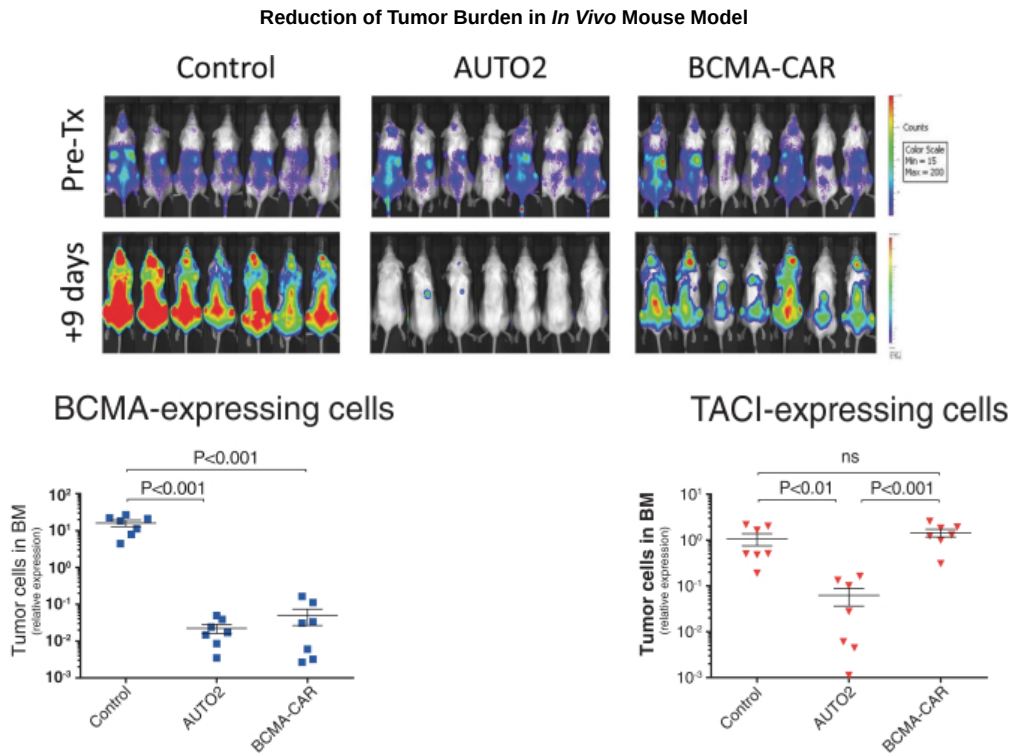 Reduction of Tumor Burden in In Vivo Mouse Model
Control
AUTO2
BCMA-CAR
Pre-Tx
Counts
Color Scale
Min = 15
Max = 200
+9 days
BCMA-expressing cells
P<0.001
P<0.001
10²
10¹
10⁰
10⁻¹
10⁻²
10⁻³
Tumor cells in BM
(relative expression)
Control
AUTO2
BCMA-CAR
TACI-expressing cells
ns
P<0.01
P<0.001
10¹
10⁰
10⁻¹
10⁻²
10⁻³
Tumor cells in BM
(relative expression)
Control
AUTO2
BCMA-CAR